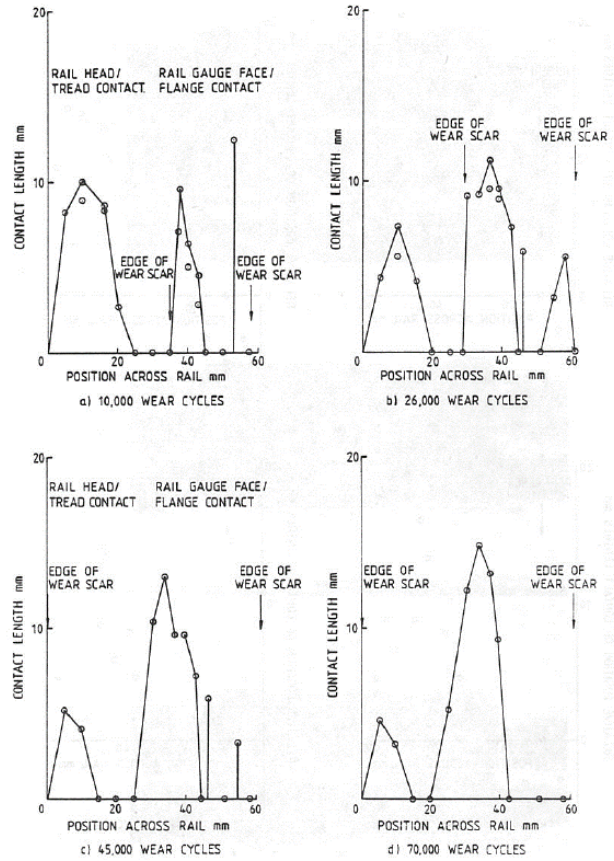 20
RAIL HEAD/
TREAD CONTACT
RAIL GAUGE FACE/
FLANGE CONTACT
CONTACT LENGTH mm
10
EDGE OF
WEAR SCAR
EDGE OF
WEAR SCAR
0
20
40
60
POSITION ACROSS RAIL mm
a) 10,000 WEAR CYCLES
20
EDGE OF
WEAR SCAR
EDGE OF
WEAR SCAR
CONTACT LENGTH mm
10
0
20
40
60
POSITION ACROSS RAIL mm
b) 26,000 WEAR CYCLES
20
RAIL HEAD/
TREAD CONTACT
RAIL GAUGE FACE/
FLANGE CONTACT
EDGE OF
WEAR SCAR
EDGE OF
WEAR SCAR
CONTACT LENGTH mm
10
0
20
40
60
POSITION ACROSS RAIL mm
c) 45,000 WEAR CYCLES
20
EDGE OF
WEAR SCAR
EDGE OF
WEAR SCAR
CONTACT LENGTH mm
10
0
20
40
60
POSITION ACROSS RAIL mm
d) 70,000 WEAR CYCLES